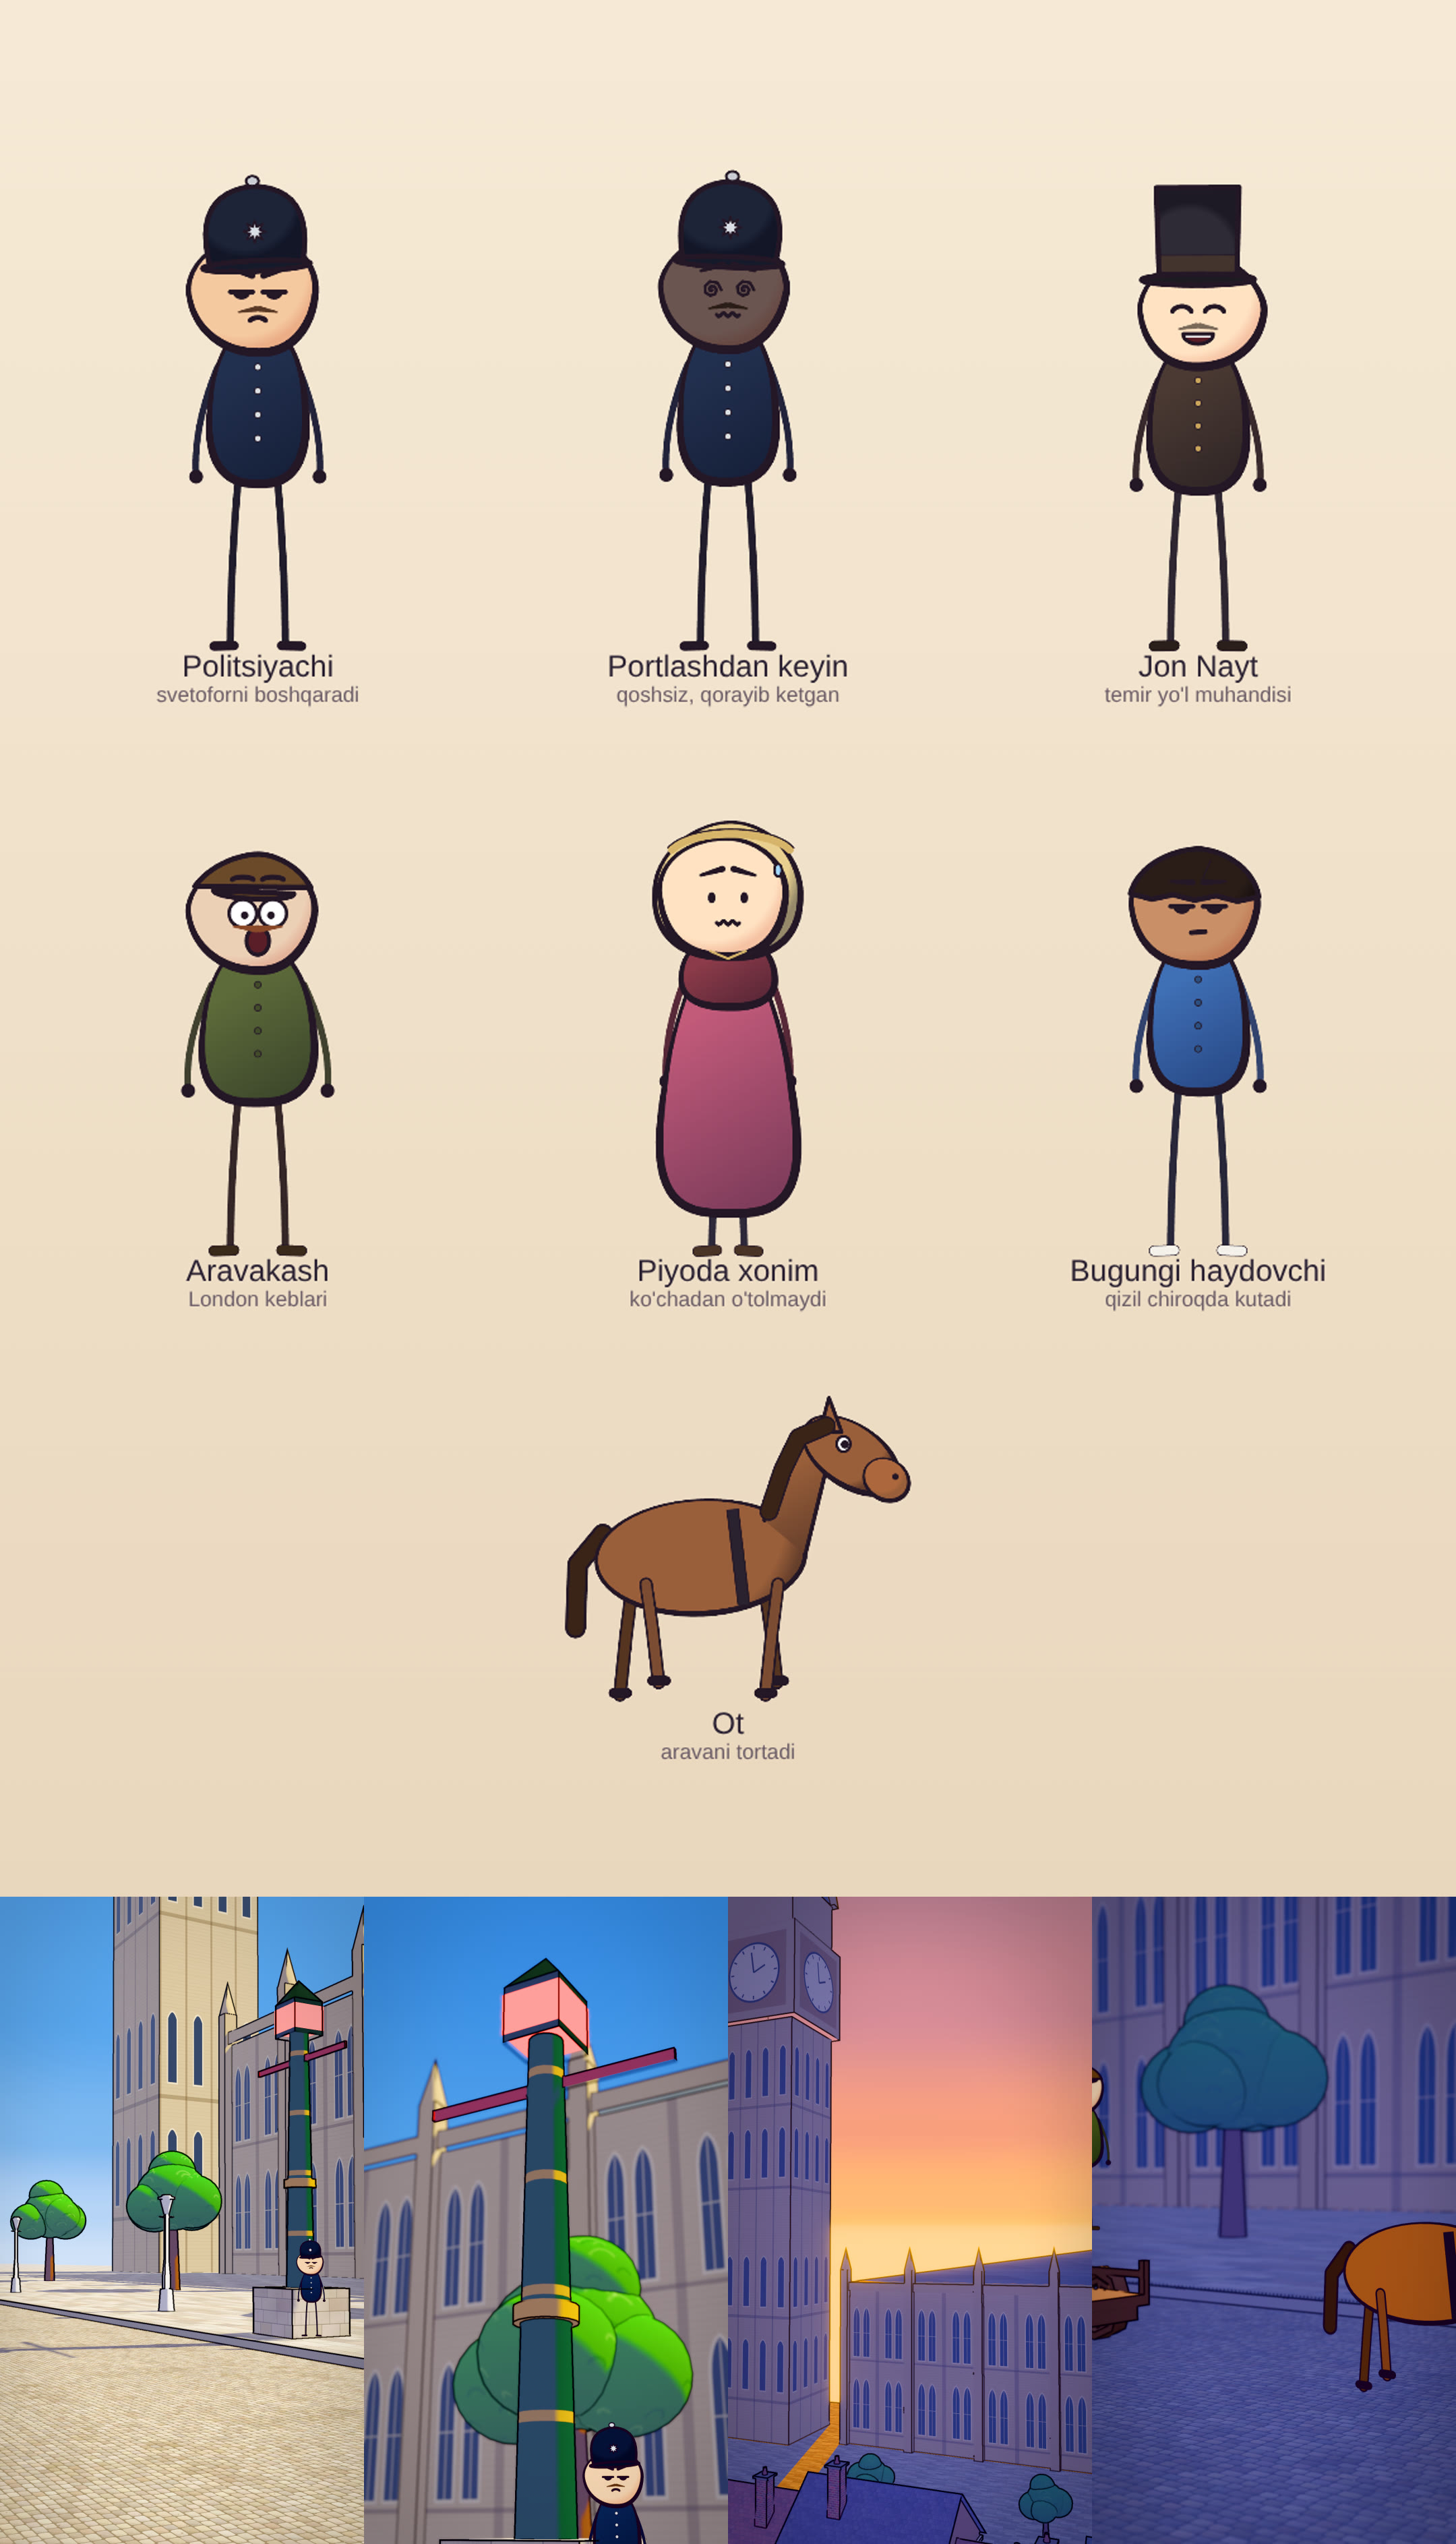 Politsiyachi
svetoforni boshqaradi
Portlashdan keyin
qoshsiz, qorayib ketgan
Jon Nayt
temir yo'l muhandisi
Aravakash
London keblari
Piyoda xonim
ko'chadan o'tolmaydi
Bugungi haydovchi
qizil chiroqda kutadi
Ot
aravani tortadi